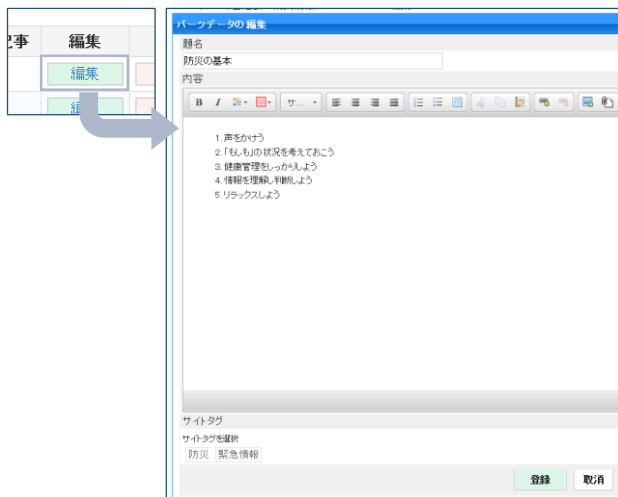 記事 編集
編集
編集
パーツデータの編集
題名
防災の基本
内容
B I サ...
1. 声をかけう
2.「もしも」の状況を考えておこう
3. 健康管理をしっかりしよう
4. 情報を理解し判断しよう
5. リラックスしよう
サイトタグ
サイトタグを選択
防災 緊急情報
登録 取消